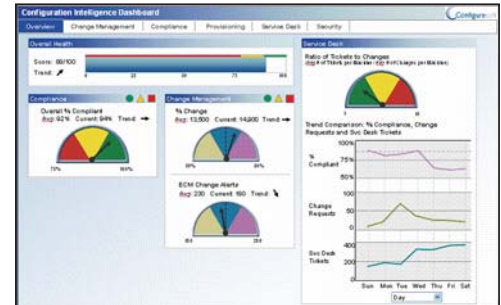 Configuration Intelligence Dashboard
Configure
Overview Change Management Compliance Provisioning Service Desk Security
Overall Health
Score: 88/100
Trend:
0 25 50 75 100
Compliance
Overall % Compliant
Avg: 92% Current: 94% Trend
75% 100%
Change Management
% Change
Avg: 13,500 Current: 14,900 Trend
ECM Change Alerts
Avg: 230 Current: 160 Trend
Service Desk
Ratio of Tickets to Changes
Trend Comparison: % Compliance, Change
Requests and Svc Desk Tickets
% Compliant
100%
75%
50%
Change Requests
100
50
0
Svc Desk Tickets
400
200
0
Sun Mon Tue Wed Thu Fri Sat
Day